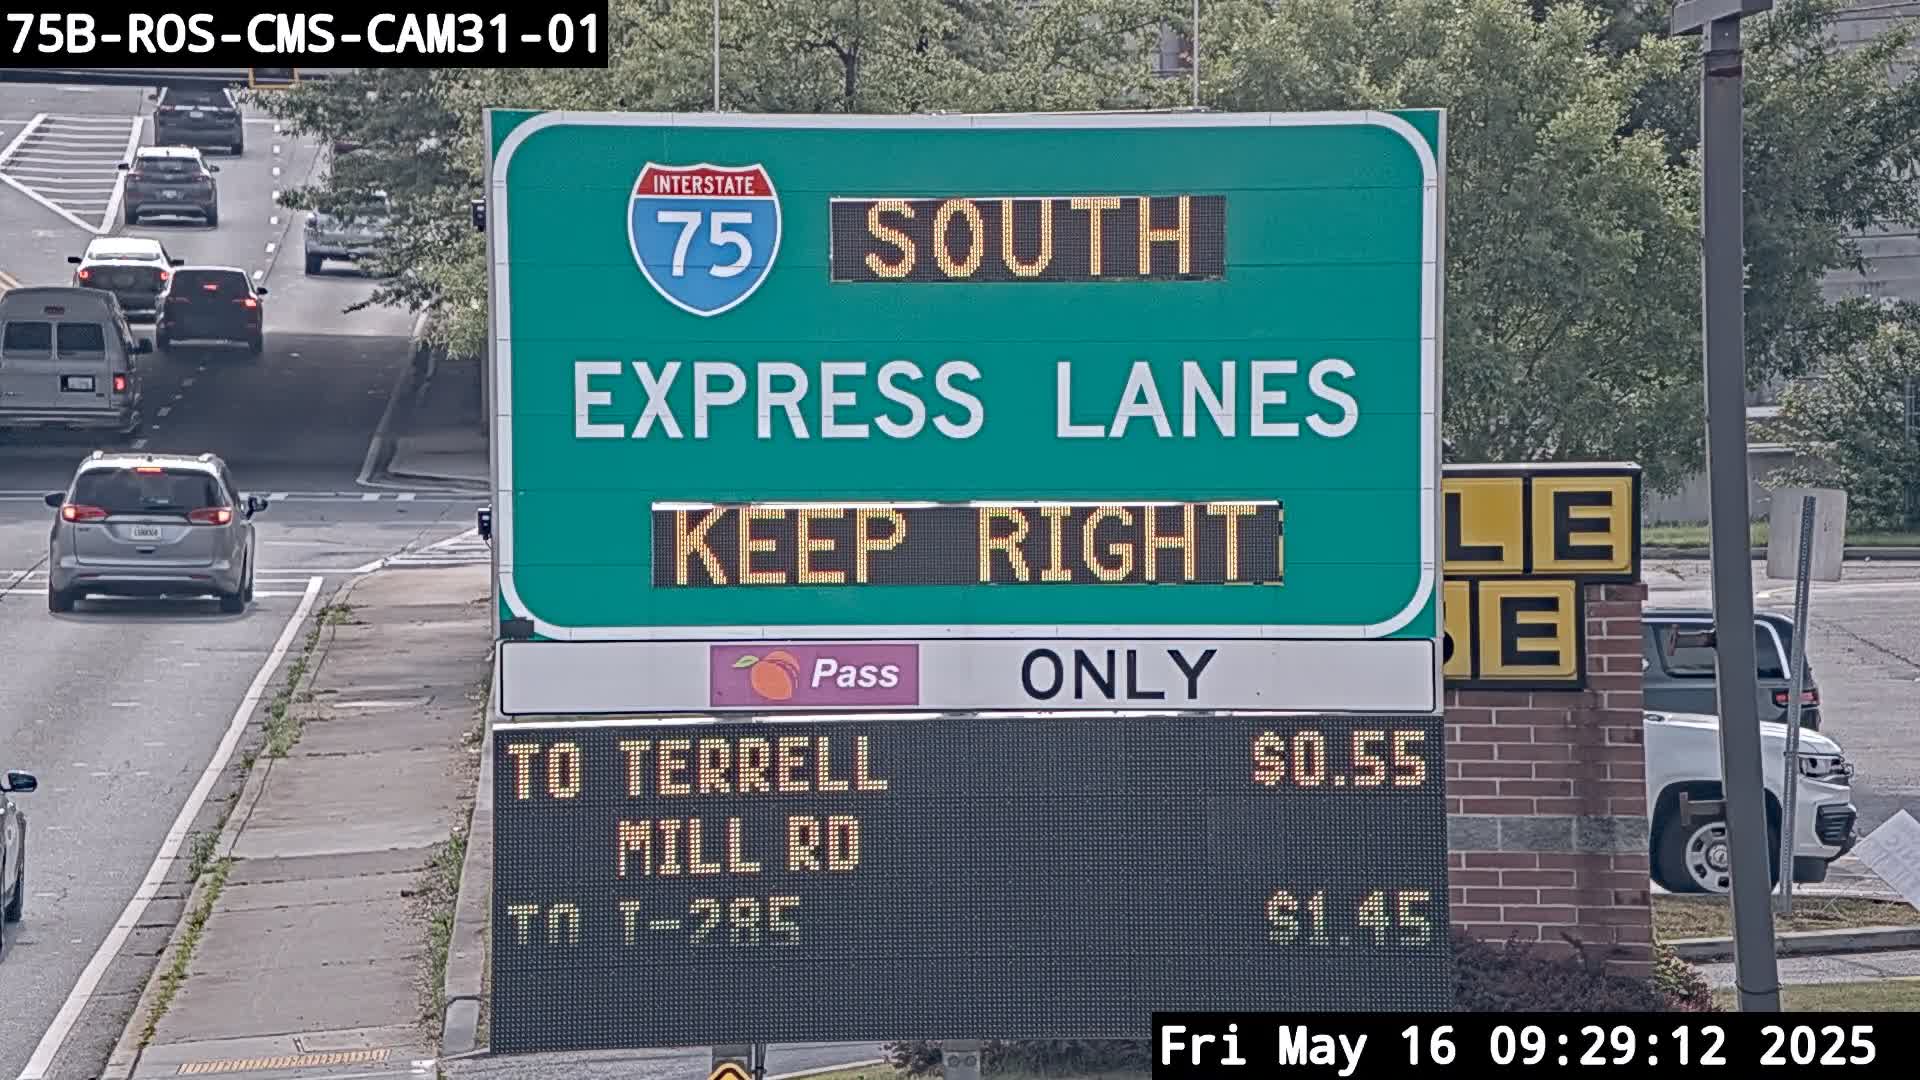 75B-ROS-CMS-CAM31-01
INTERSTATE
75
SOUTH
EXPRESS LANES
KEEP RIGHT
LE
E
Pass ONLY
TO TERRELL $0.55
MILL RD
TO I-285 $1.45
Fri May 16 09:29:12 2025